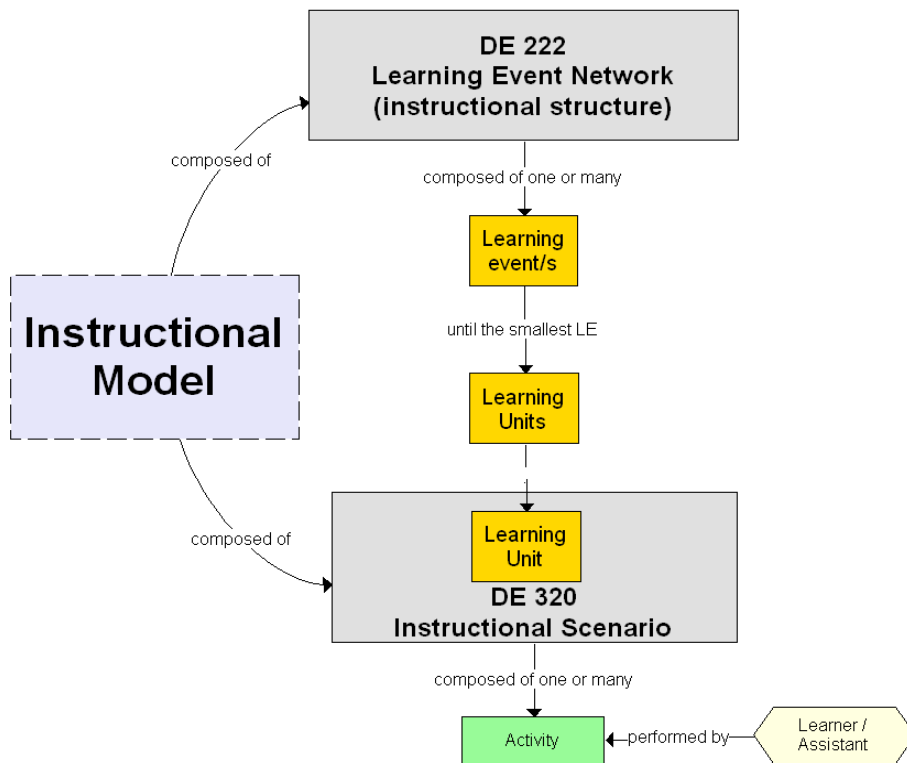 DE 222
Learning Event Network
(instructional structure)
composed of
composed of one or many
Learning
event/s
Instructional
Model
until the smallest LE
Learning
Units
composed of
Learning
Unit
DE 320
Instructional Scenario
composed of one or many
Activity
performed by
Learner /
Assistant